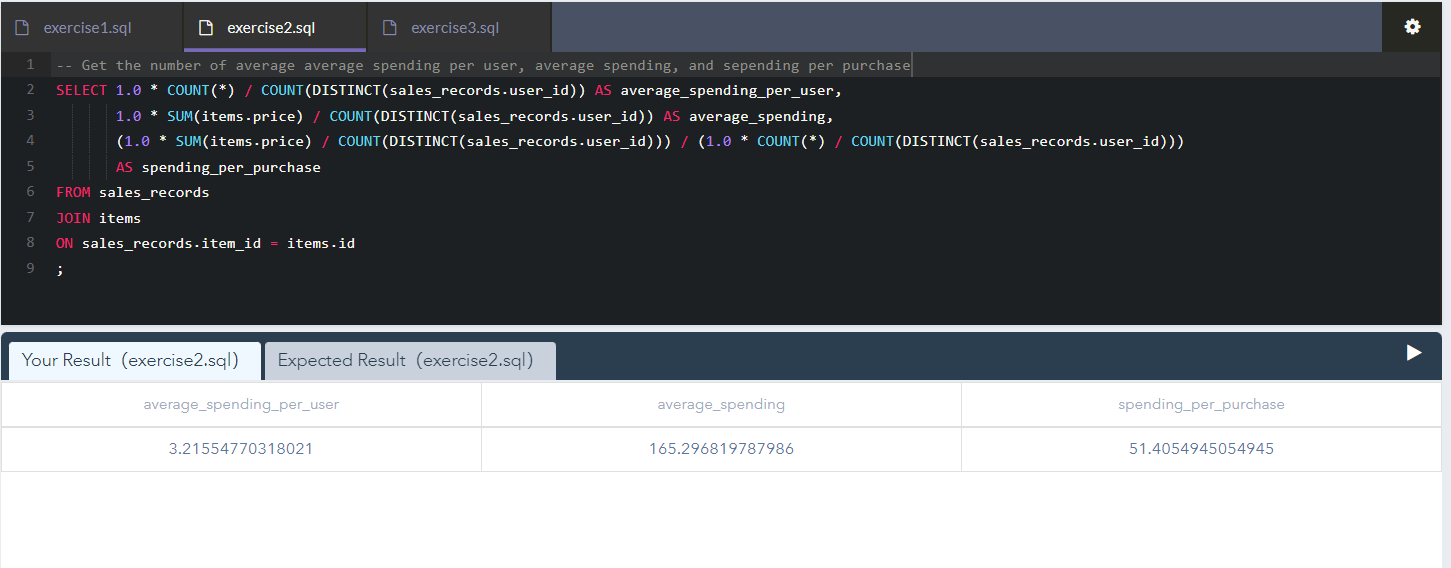 exercise1.sql exercise2.sql exercise3.sql
1 -- Get the number of average average spending per user, average spending, and sepending per purchase
2 SELECT 1.0 * COUNT(*) / COUNT(DISTINCT(sales_records.user_id)) AS average_spending_per_user,
3 1.0 * SUM(items.price) / COUNT(DISTINCT(sales_records.user_id)) AS average_spending,
4 (1.0 * SUM(items.price) / COUNT(DISTINCT(sales_records.user_id))) / (1.0 * COUNT(*) / COUNT(DISTINCT(sales_records.user_id)))
5 AS spending_per_purchase
6 FROM sales_records
7 JOIN items
8 ON sales_records.item_id = items.id
9 ;
Your Result（exercise2.sql） Expected Result（exercise2.sql）
average_spending_per_user average_spending spending_per_purchase
3.21554770318021 165.296819787986 51.4054945054945